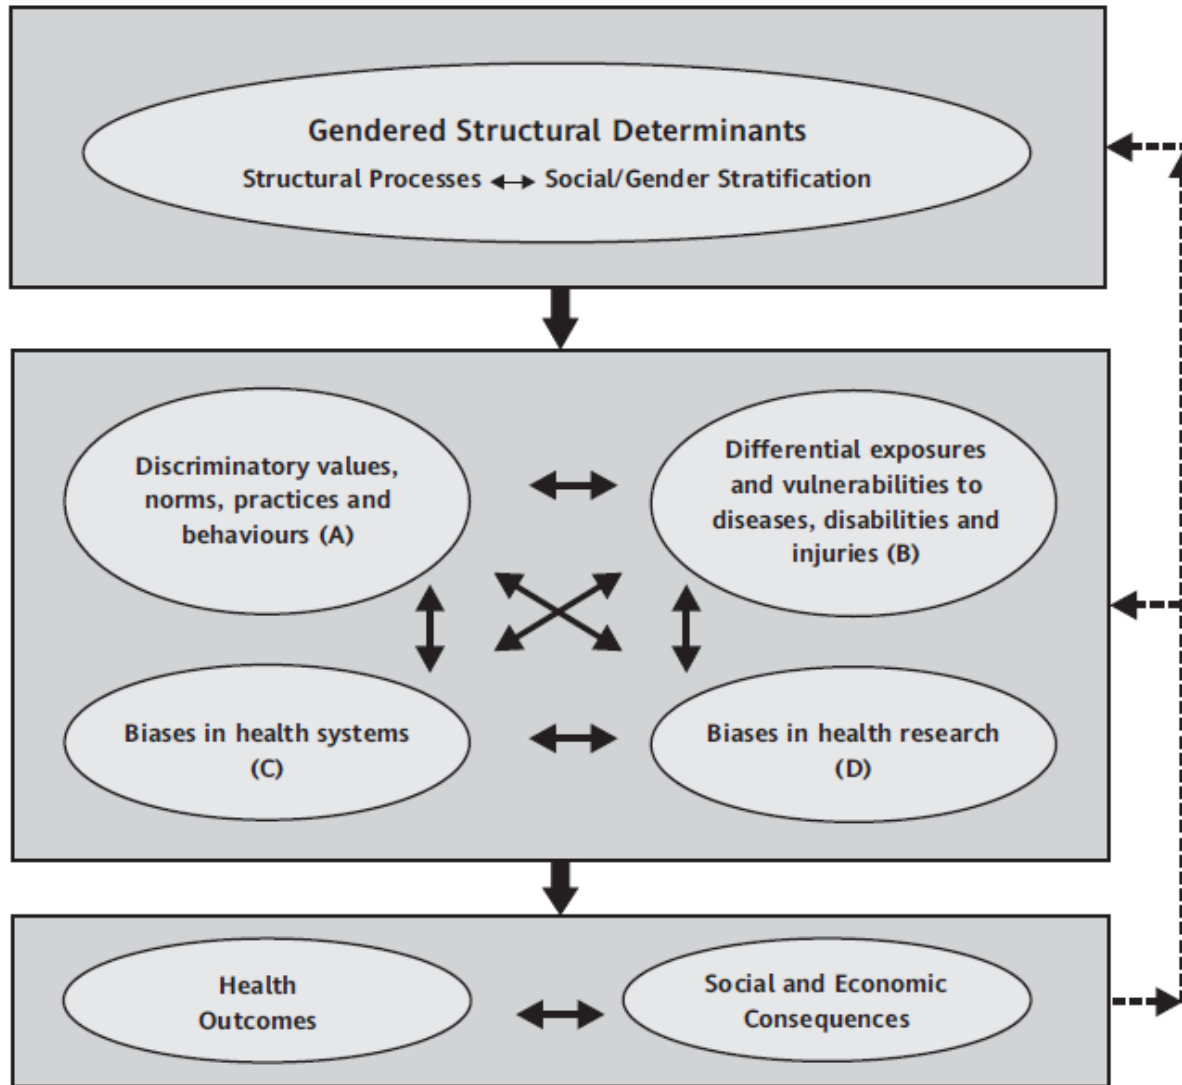 Gendered Structural Determinants
Structural Processes ↔ Social/Gender Stratification
Discriminatory values,
norms, practices and
behaviours (A)
Differential exposures
and vulnerabilities to
diseases, disabilities and
injuries (B)
Biases in health systems
(C)
Biases in health research
(D)
Health
Outcomes
Social and Economic
Consequences